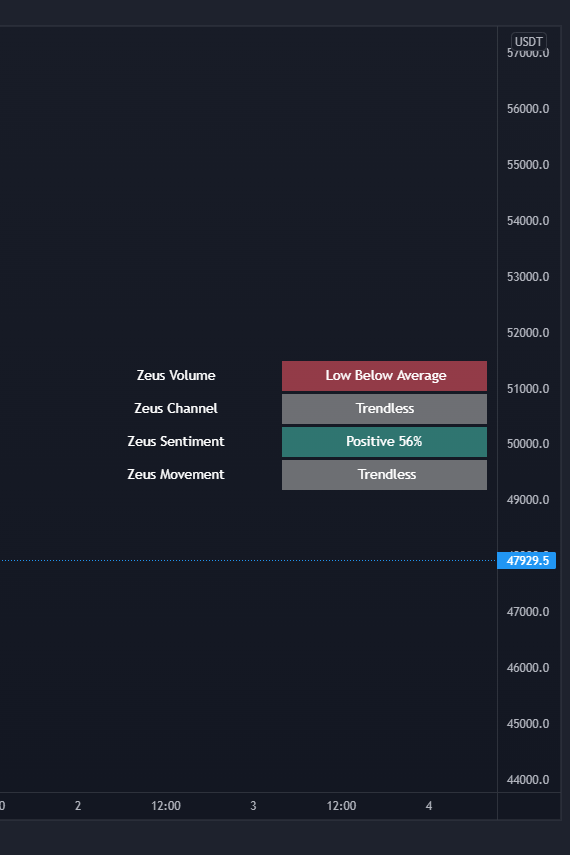 USDT
57000.0
56000.0
55000.0
54000.0
53000.0
52000.0
Zeus Volume Low Below Average
51000.0
Zeus Channel Trendless
Zeus Sentiment Positive 56%
50000.0
Zeus Movement Trendless
49000.0
47929.5
47000.0
46000.0
45000.0
44000.0
2 12:00 3 12:00 4